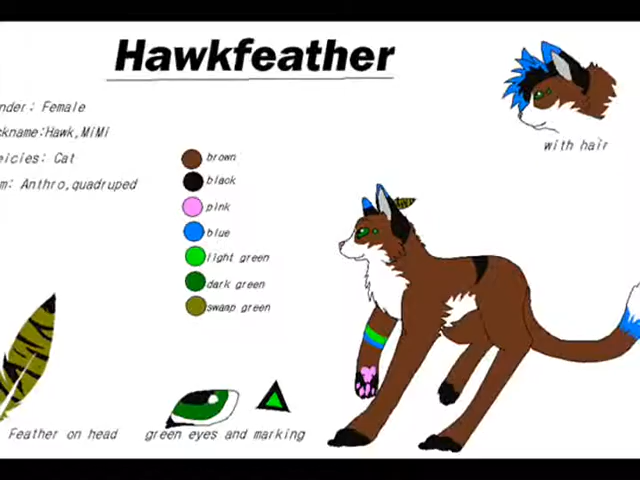 Hawkfeather
nder: Female
ckname:Hawk,MiMi
eicies: Cat
m: Anthro,quadruped
brown
black
pink
blue
light green
dark green
swamp green
with hair
Feather on head
green eyes and marking